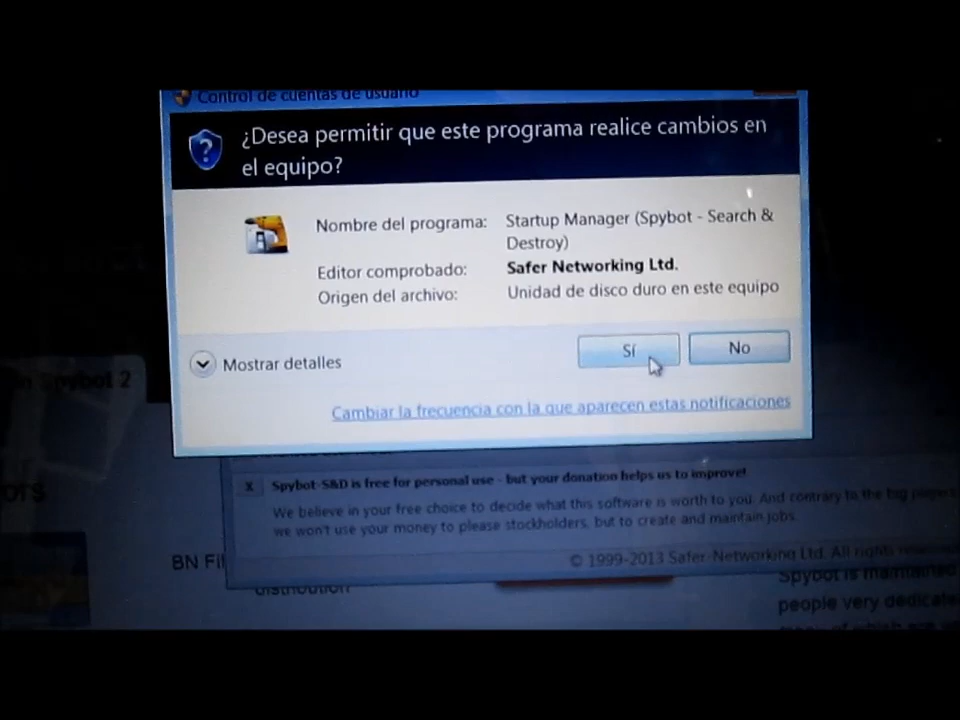 Control de cuentas de usuario
¿Desea permitir que este programa realice cambios en
el equipo?
Nombre del programa: Startup Manager (Spybot - Search &
Destroy)
Editor comprobado: Safer Networking Ltd.
Origen del archivo: Unidad de disco duro en este equipo
Mostrar detalles
Sí
No
Cambiar la frecuencia con la que aparecen estas notificaciones
Spybot 2
X Spybot-S&D is free for personal use - but your donation helps us to improve!
We believe in your free choice to decide what this software is worth to you. And contrary to the big
we won't use your money to please stockholders, but to create and maintain jobs.
© 1999-2013 Safer-Networking Ltd. All rights
BN
distribution
Spybot is maintained
people very